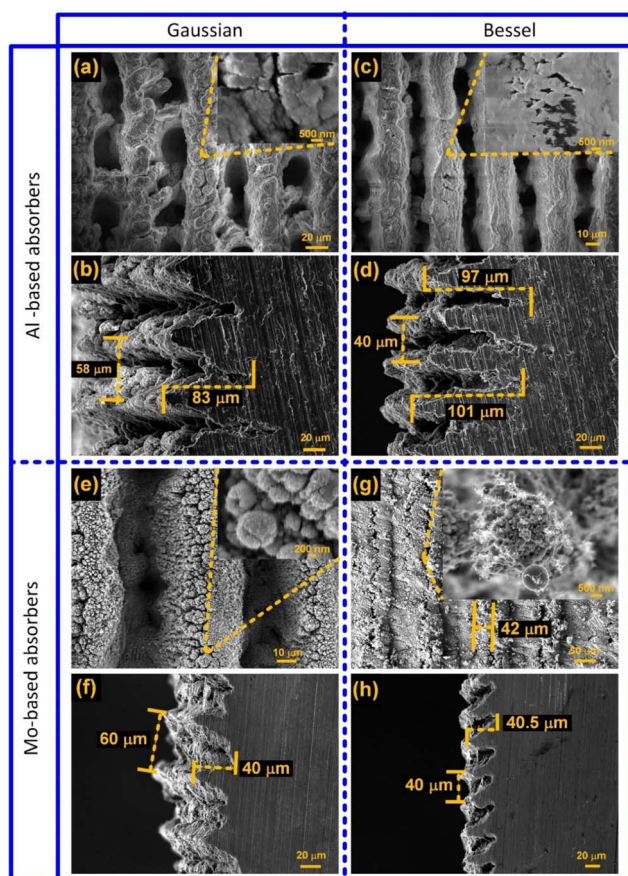 Gaussian
Bessel
Al -based absorbers
(a)
500 nm
20 μm
(c)
500 nm
10 μm
(b)
58 μm
83 μm
20 μm
(d)
97 μm
40 μm
101 μm
20 μm
Mo-based absorbers
(e)
200 nm
10 μm
(g)
500 nm
42 μm
50 μm
(f)
60 μm
40 μm
20 μm
(h)
40.5 μm
40 μm
20 μm